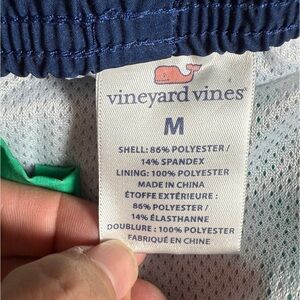 vineyard vines®
M
SHELL: 86% POLYESTER /
14% SPANDEX
LINING: 100% POLYESTER
MADE IN CHINA
ÉTOFFE EXTÉRIEURE :
86% POLYESTER /
14% ÉLASTHANNE
DOUBLURE : 100% POLYESTER
FABRIQUÉ EN CHINE